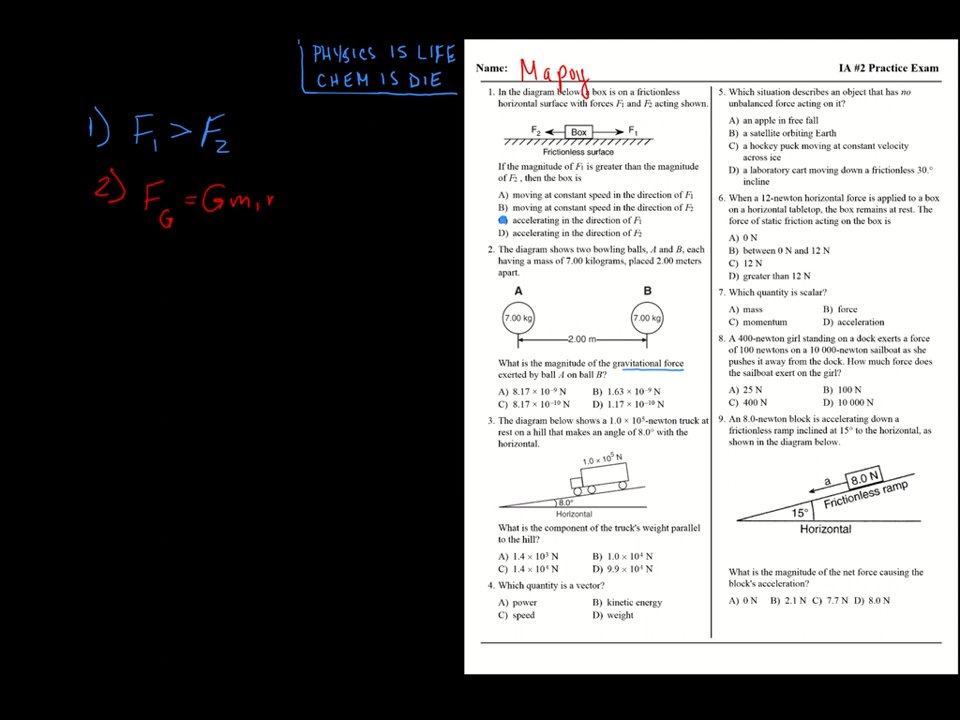 PHYSICS IS LIFE
CHEM IS DIE
1) F₁ > F₂
2) F_G = Gm₁r
Name: Mapoy
IA #2 Practice Exam
1. In the diagram below, a box is on a frictionless
horizontal surface with forces F₁ and F₂ acting shown.
F₂ Box F₁
Frictionless surface
If the magnitude of F₁ is greater than the magnitude
of F₂ , then the box is
A) moving at constant speed in the direction of F₁
B) moving at constant speed in the direction of F₂
accelerating in the direction of F₁
D) accelerating in the direction of F₂
2. The diagram shows two bowling balls, A and B, each
having a mass of 7.00 kilograms, placed 2.00 meters
apart.
A B
7.00 kg 7.00 kg
2.00 m
What is the magnitude of the gravitational force
exerted by ball A on ball B?
A) 8.17 × 10⁻⁹ N B) 1.63 × 10⁻⁹ N
C) 8.17 × 10⁻¹⁰ N D) 1.17 × 10⁻¹⁰ N
3. The diagram below shows a 1.0 × 10⁵-newton truck at
rest on a hill that makes an angle of 8.0° with the
horizontal.
1.0 × 10⁵ N
8.0°
Horizontal
What is the component of the truck's weight parallel
to the hill?
A) 1.4 × 10³ N B) 1.0 × 10⁴ N
C) 1.4 × 10⁴ N D) 9.9 × 10⁴ N
4. Which quantity is a vector?
A) power B) kinetic energy
C) speed D) weight
5. Which situation describes an object that has no
unbalanced force acting on it?
A) an apple in free fall
B) a satellite orbiting Earth
C) a hockey puck moving at constant velocity
across ice
D) a laboratory cart moving down a frictionless 30.°
incline
6. When a 12-newton horizontal force is applied to a box
on a horizontal tabletop, the box remains at rest. The
force of static friction acting on the box is
A) 0 N
B) between 0 N and 12 N
C) 12 N
D) greater than 12 N
7. Which quantity is scalar?
A) mass B) force
C) momentum D) acceleration
8. A 400-newton girl standing on a dock exerts a force
of 100 newtons on a 10 000-newton sailboat as she
pushes it away from the dock. How much force does
the sailboat exert on the girl?
A) 25 N B) 100 N
C) 400 N D) 10 000 N
9. An 8.0-newton block is accelerating down a
frictionless ramp inclined at 15° to the horizontal, as
shown in the diagram below.
a 8.0 N
Frictionless ramp
15°
Horizontal
What is the magnitude of the net force causing the
block's acceleration?
A) 0 N B) 2.1 N C) 7.7 N D) 8.0 N